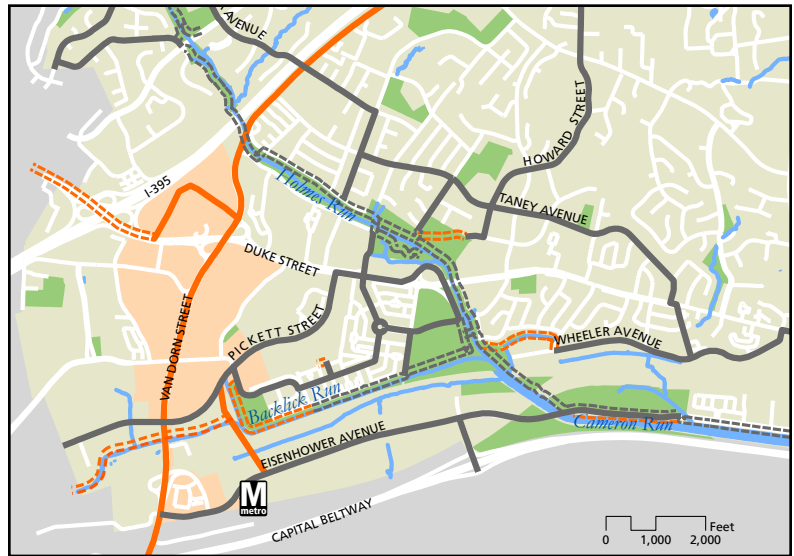 AVENUE
HOWARD STREET
I-395
Holmes Run
TANEY AVENUE
DUKE STREET
VAN DORN STREET
PICKETT STREET
WHEELER AVENUE
Backlick Run
Cameron Run
EISENHOWER AVENUE
M
metro
CAPITAL BELTWAY
Feet
0 1,000 2,000